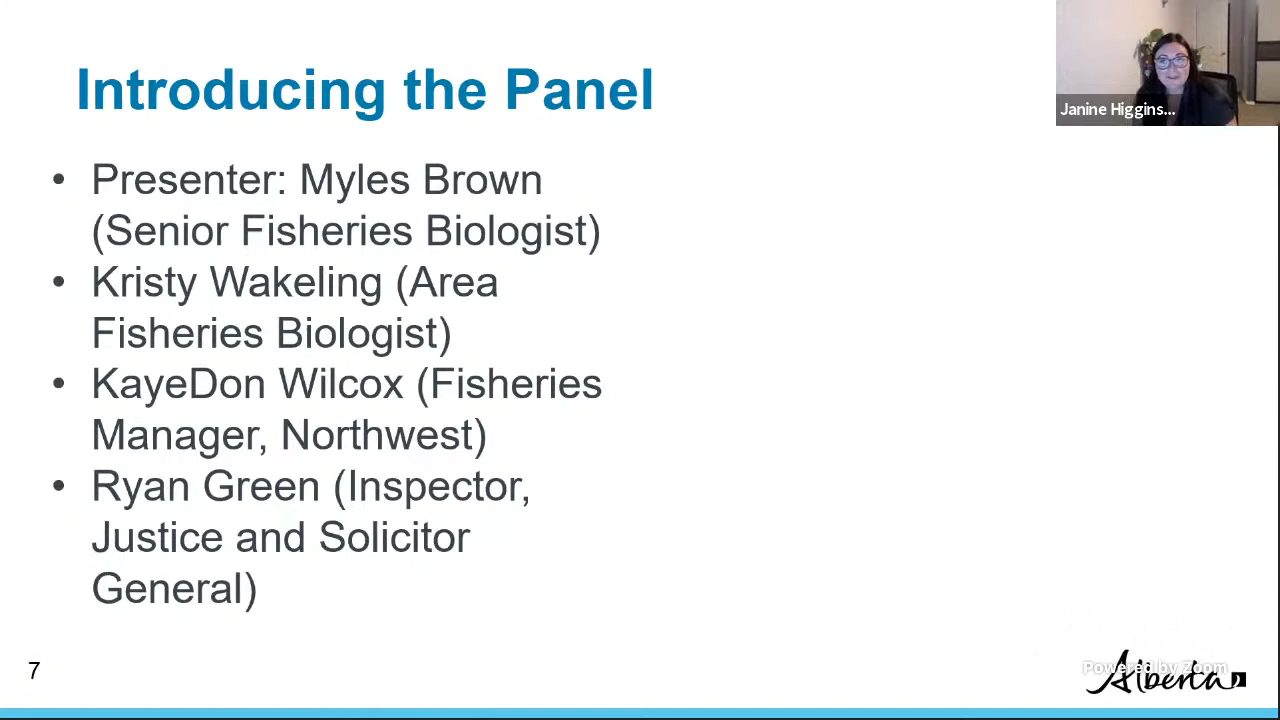 Introducing the Panel
Janine Higgins...
• Presenter: Myles Brown
(Senior Fisheries Biologist)
• Kristy Wakeling (Area
Fisheries Biologist)
• KayeDon Wilcox (Fisheries
Manager, Northwest)
• Ryan Green (Inspector,
Justice and Solicitor
General)
7
Powered by Zoom
Alberta